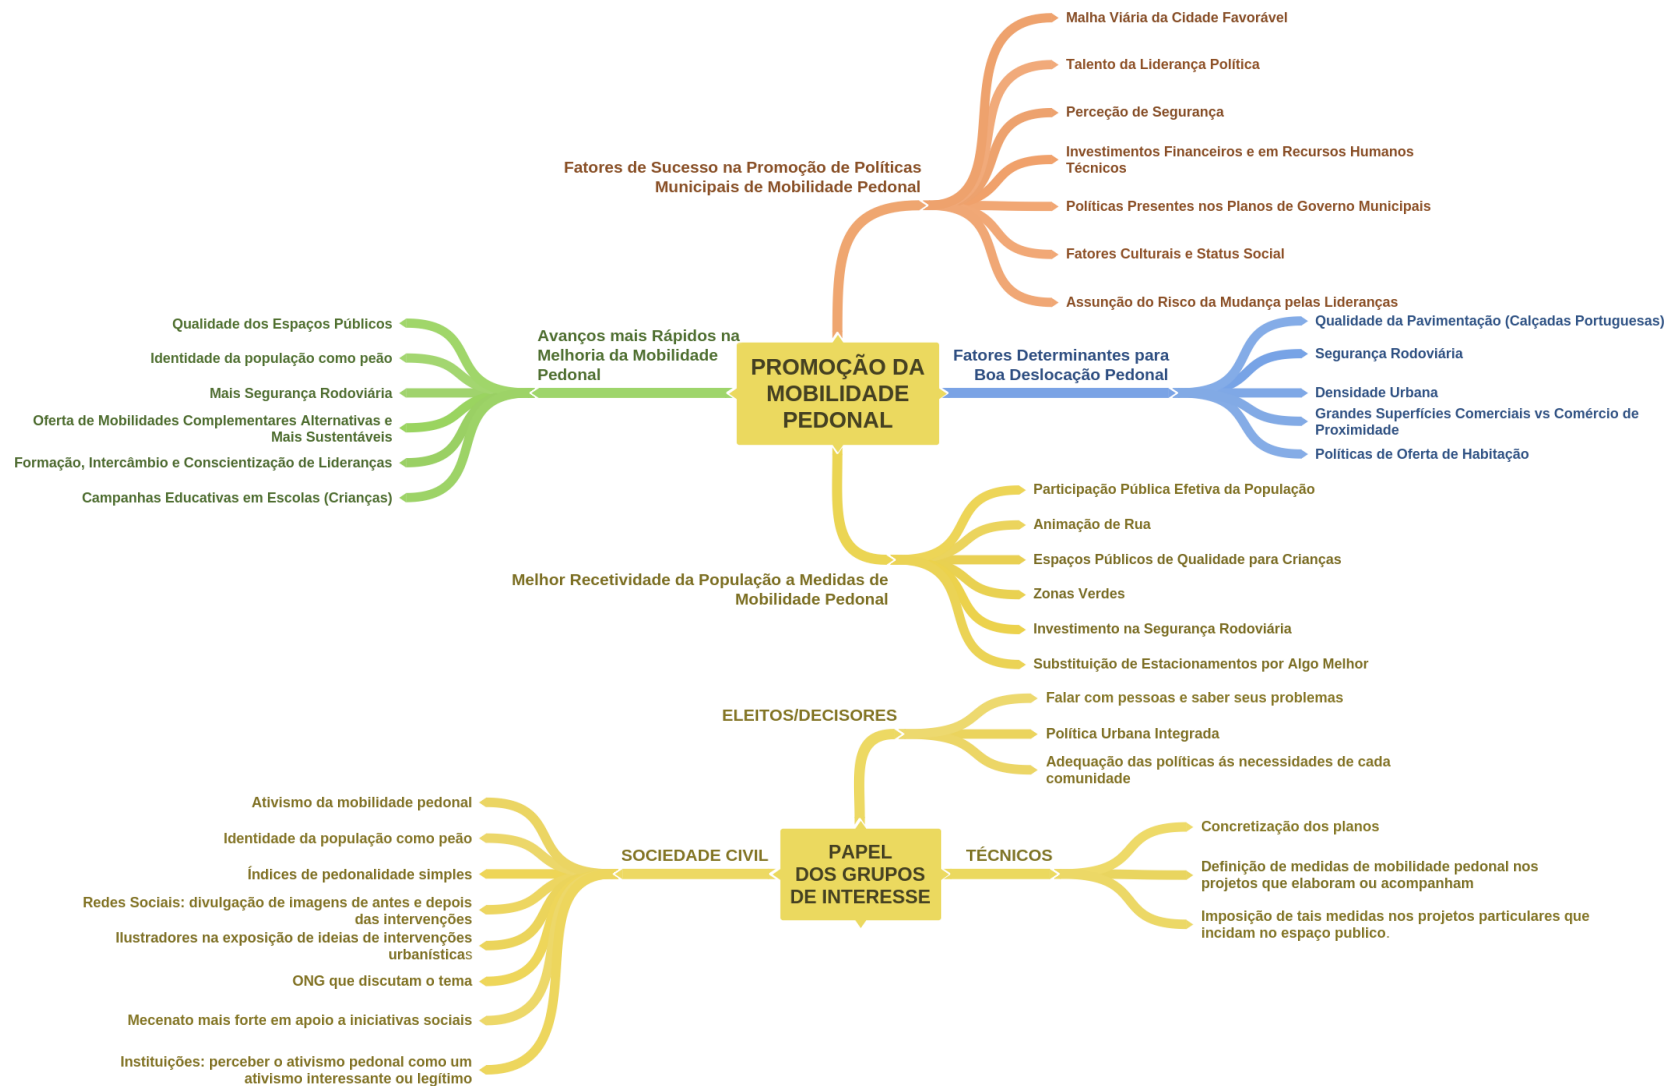 Malha Viária da Cidade Favorável
Talento da Liderança Política
Perceção de Segurança
Fatores de Sucesso na Promoção de Políticas
Municipais de Mobilidade Pedonal
Investimentos Financeiros e em Recursos Humanos
Técnicos
Políticas Presentes nos Planos de Governo Municipais
Fatores Culturais e Status Social
Assunção do Risco da Mudança pelas Lideranças
Avanços mais Rápidos na
Melhoria da Mobilidade
Pedonal
Qualidade dos Espaços Públicos
Identidade da população como peão
Mais Segurança Rodoviária
Oferta de Mobilidades Complementares Alternativas e
Mais Sustentáveis
Formação, Intercâmbio e Conscientização de Lideranças
Campanhas Educativas em Escolas (Crianças)
PROMOÇÃO DA
MOBILIDADE
PEDONAL
Fatores Determinantes para
Boa Deslocação Pedonal
Qualidade da Pavimentação (Calçadas Portuguesas)
Segurança Rodoviária
Densidade Urbana
Grandes Superfícies Comerciais vs Comércio de
Proximidade
Políticas de Oferta de Habitação
Melhor Recetividade da População a Medidas de
Mobilidade Pedonal
Participação Pública Efetiva da População
Animação de Rua
Espaços Públicos de Qualidade para Crianças
Zonas Verdes
Investimento na Segurança Rodoviária
Substituição de Estacionamentos por Algo Melhor
ELEITOS/DECISORES
Falar com pessoas e saber seus problemas
Política Urbana Integrada
Adequação das políticas ás necessidades de cada
comunidade
SOCIEDADE CIVIL
Ativismo da mobilidade pedonal
Identidade da população como peão
Índices de pedonalidade simples
Redes Sociais: divulgação de imagens de antes e depois
das intervenções
Ilustradores na exposição de ideias de intervenções
urbanísticas
ONG que discutam o tema
Mecenato mais forte em apoio a iniciativas sociais
Instituições: perceber o ativismo pedonal como um
ativismo interessante ou legítimo
PAPEL
DOS GRUPOS
DE INTERESSE
TÉCNICOS
Concretização dos planos
Definição de medidas de mobilidade pedonal nos
projetos que elaboram ou acompanham
Imposição de tais medidas nos projetos particulares que
incidam no espaço publico.